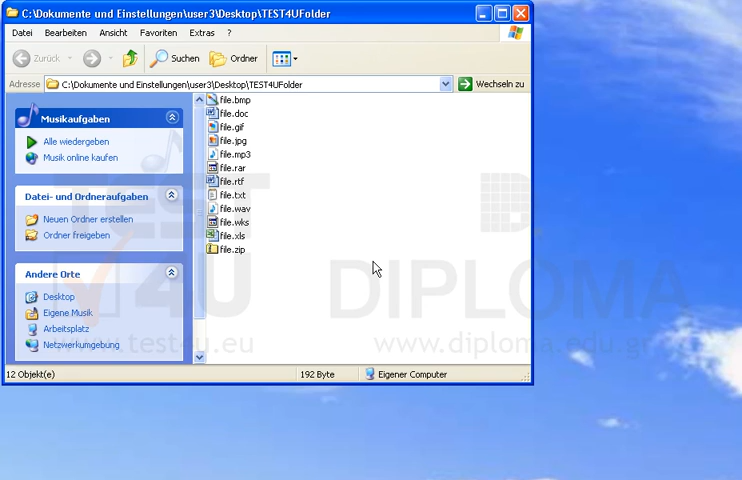 C:\Dokumente und Einstellungen\user3\Desktop\TEST4UFolder
Datei Bearbeiten Ansicht Favoriten Extras ?
Zurück Suchen Ordner
Adresse C:\Dokumente und Einstellungen\user3\Desktop\TEST4UFolder Wechseln zu
Musikaufgaben
Alle wiedergeben
Musik online kaufen
Datei- und Ordneraufgaben
Neuen Ordner erstellen
Ordner freigeben
Andere Orte
Desktop
Eigene Musik
Arbeitsplatz
Netzwerkumgebung
file.bmp
file.doc
file.gif
file.jpg
file.mp3
file.rar
file.rtf
file.txt
file.wav
file.wks
file.xls
file.zip
TEST
4U
www.test4u.eu
D.
DIPLOMA
www.diploma.edu.gr
12 Objekt(e) 192 Byte Eigener Computer